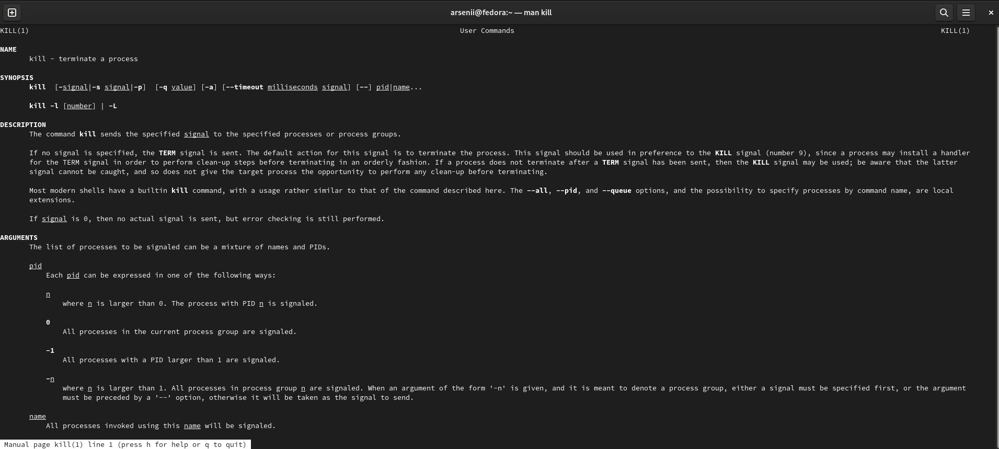 arsenii@fedora:~ — man kill
KILL(1) User Commands KILL(1)
NAME
kill - terminate a process
SYNOPSIS
kill [-signal|-s signal|-p] [-q value] [-a] [--timeout milliseconds signal] [--] pid|name...
kill -l [number] | -L
DESCRIPTION
The command kill sends the specified signal to the specified processes or process groups.
If no signal is specified, the TERM signal is sent. The default action for this signal is to terminate the process. This signal should be used in preference to the KILL signal (number 9), since a process may install a handler
for the TERM signal in order to perform clean-up steps before terminating in an orderly fashion. If a process does not terminate after a TERM signal has been sent, then the KILL signal may be used; be aware that the latter
signal cannot be caught, and so does not give the target process the opportunity to perform any clean-up before terminating.
Most modern shells have a builtin kill command, with a usage rather similar to that of the command described here. The --all, --pid, and --queue options, and the possibility to specify processes by command name, are local
extensions.
If signal is 0, then no actual signal is sent, but error checking is still performed.
ARGUMENTS
The list of processes to be signaled can be a mixture of names and PIDs.
pid
Each pid can be expressed in one of the following ways:
n
where n is larger than 0. The process with PID n is signaled.
0
All processes in the current process group are signaled.
-1
All processes with a PID larger than 1 are signaled.
-n
where n is larger than 1. All processes in process group n are signaled. When an argument of the form '-n' is given, and it is meant to denote a process group, either a signal must be specified first, or the argument
must be preceded by a '--' option, otherwise it will be taken as the signal to send.
name
All processes invoked using this name will be signaled.
Manual page kill(1) line 1 (press h for help or q to quit)